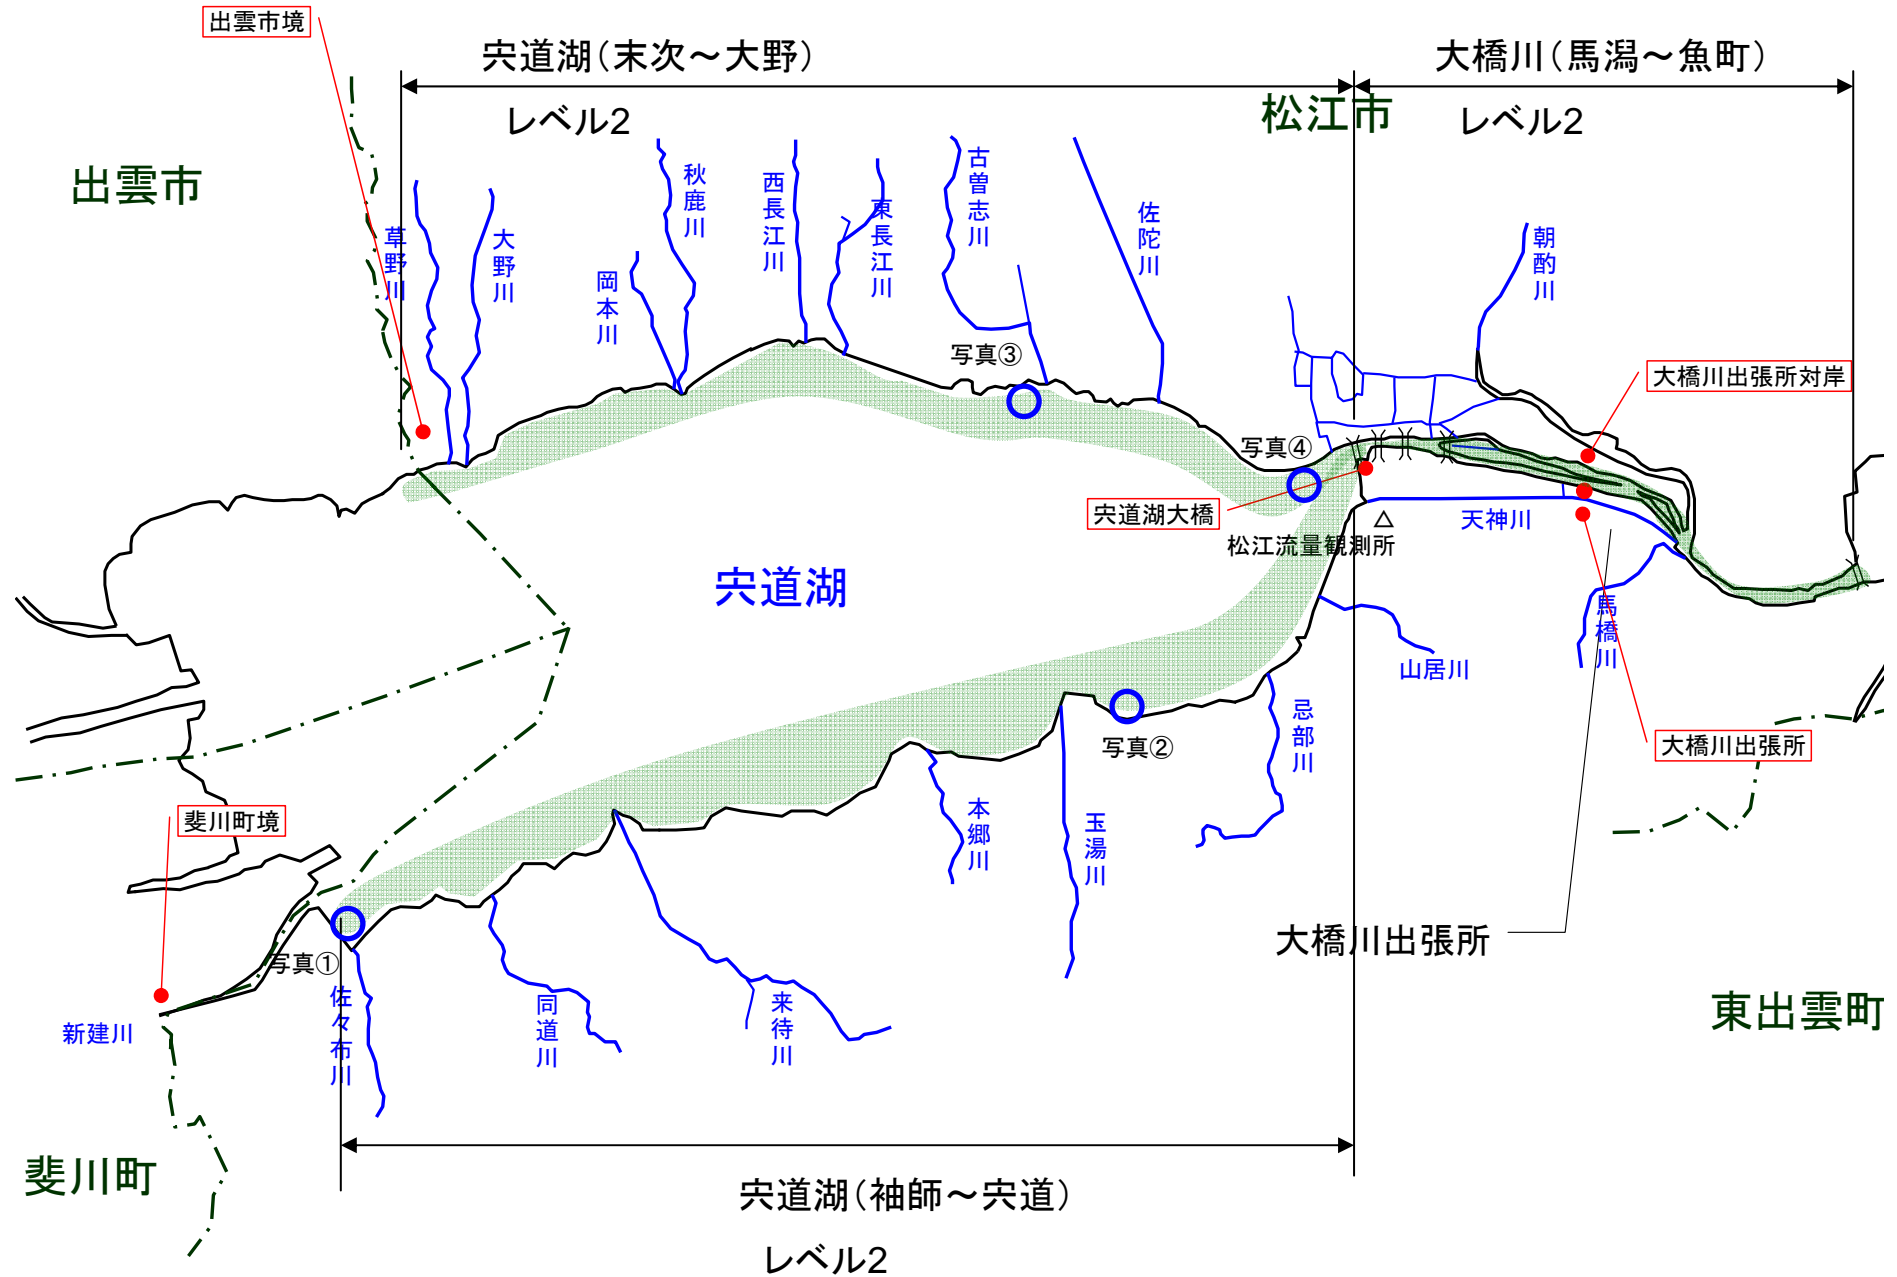 出雲市境
宍道湖(末次～大野)
大橋川(馬潟～魚町)
レベル2
松江市
レベル2
出雲市
草野川
大野川
岡本川
秋鹿川
西長江川
東長江川
古曽志川
佐陀川
朝酌川
写真③
大橋川出張所対岸
写真④
宍道湖大橋
天神川
松江流量観測所
宍道湖
馬橋川
山居川
忌部川
写真②
大橋川出張所
斐川町境
本郷川
玉湯川
大橋川出張所
写真①
佐々布川
同道川
来待川
新建川
東出雲町
斐川町
宍道湖(袖師～宍道)
レベル2